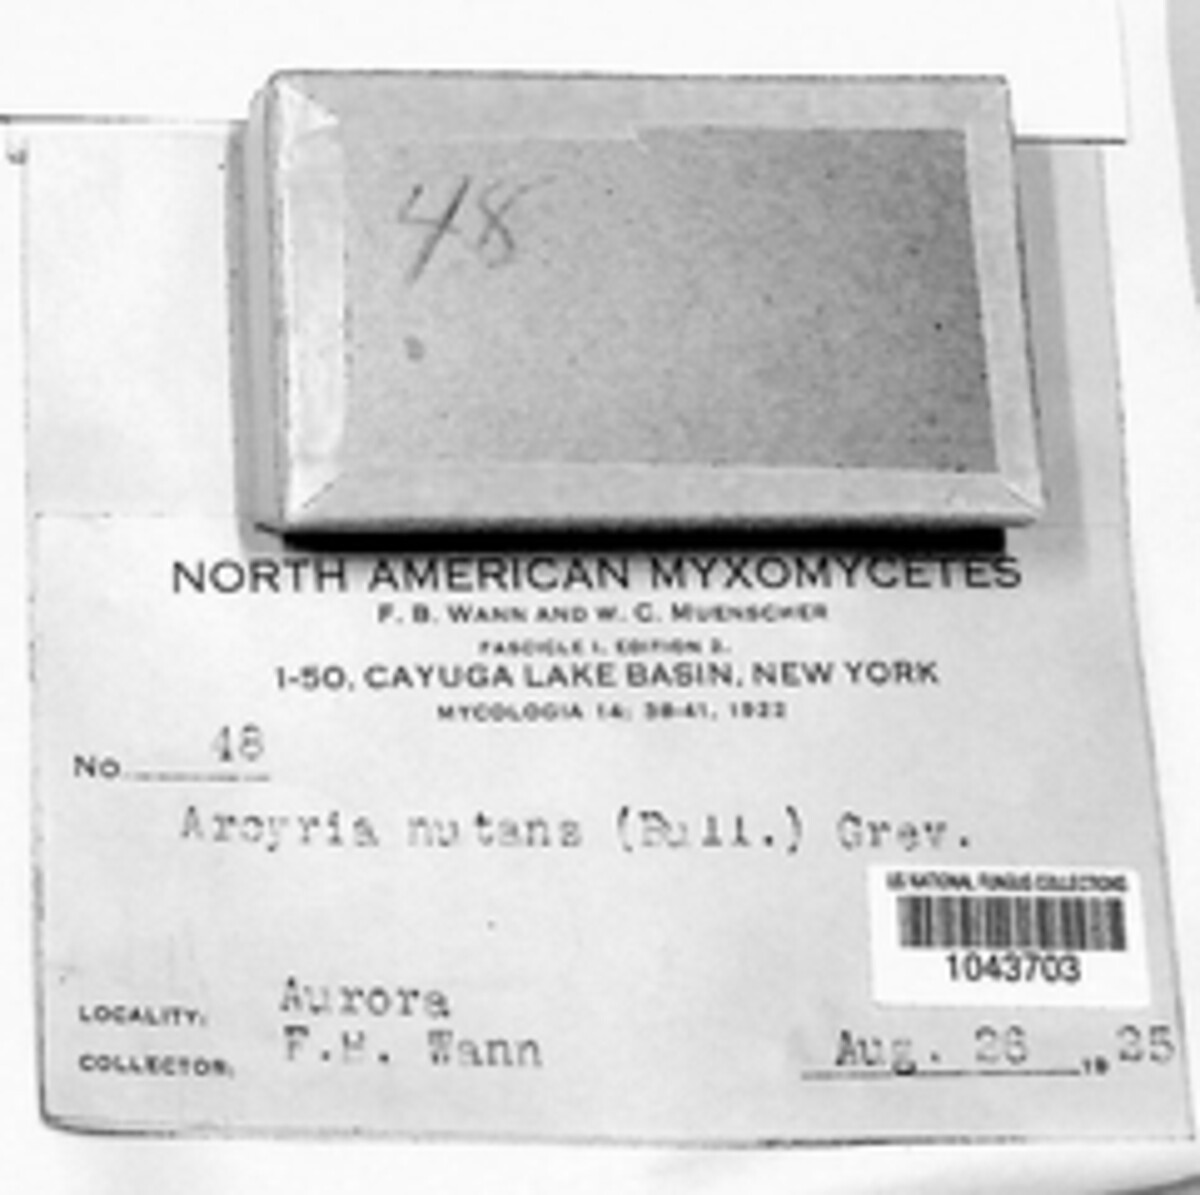 48
NORTH AMERICAN MYXOMYCETES
F. B. WANN AND W. C. MUENSCHER
FASCICLE 1, EDITION 2.
1-50, CAYUGA LAKE BASIN, NEW YORK
MYCOLOGIA 14: 38-41, 1922
No. 48
Arcyria nutans (Bull.) Grev.
US NATIONAL FUNGUS COLLECTIONS
1043703
LOCALITY: Aurora
COLLECTOR: F.B. Wann
Aug. 26, 1925